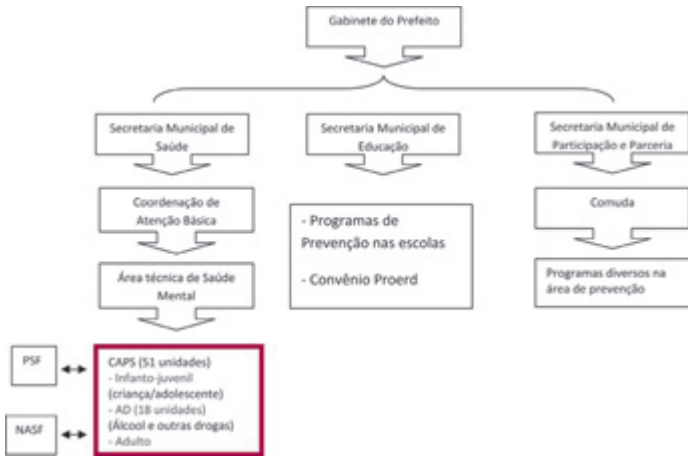 Gabinete do Prefeito
Secretaria Municipal de
Saúde
Secretaria Municipal de
Educação
Secretaria Municipal de
Participação e Parceria
Coordenação de
Atenção Básica
- Programas de
Prevenção nas escolas
- Convênio Proerd
Comuda
Área técnica de Saúde
Mental
Programas diversos na
área de prevenção
PSF
CAPS (51 unidades)
- Infanto-juvenil
(criança/adolescente)
- AD (18 unidades)
(Álcool e outras drogas)
- Adulto
NASF